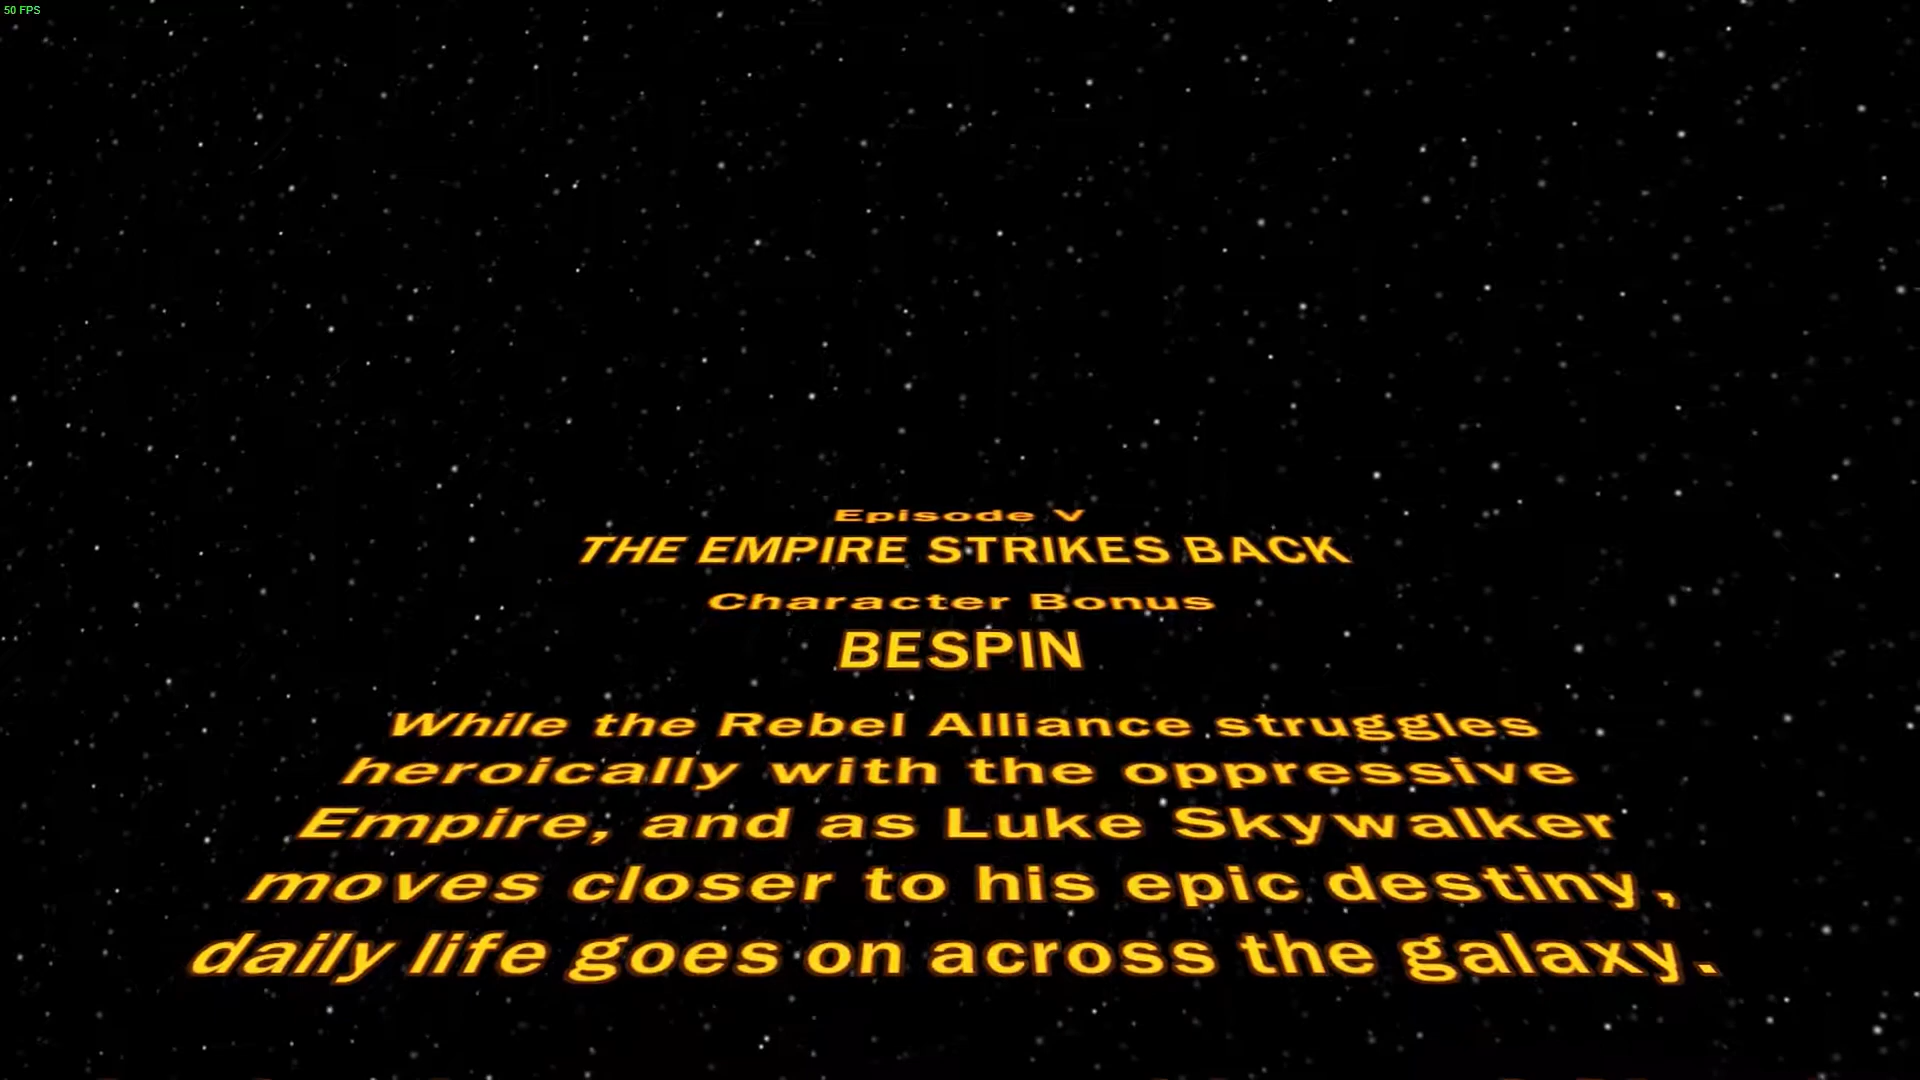 50 FPS
Episode V
THE EMPIRE STRIKES BACK
Character Bonus
BESPIN
While the Rebel Alliance struggles
heroically with the oppressive
Empire, and as Luke Skywalker
moves closer to his epic destiny,
daily life goes on across the galaxy.